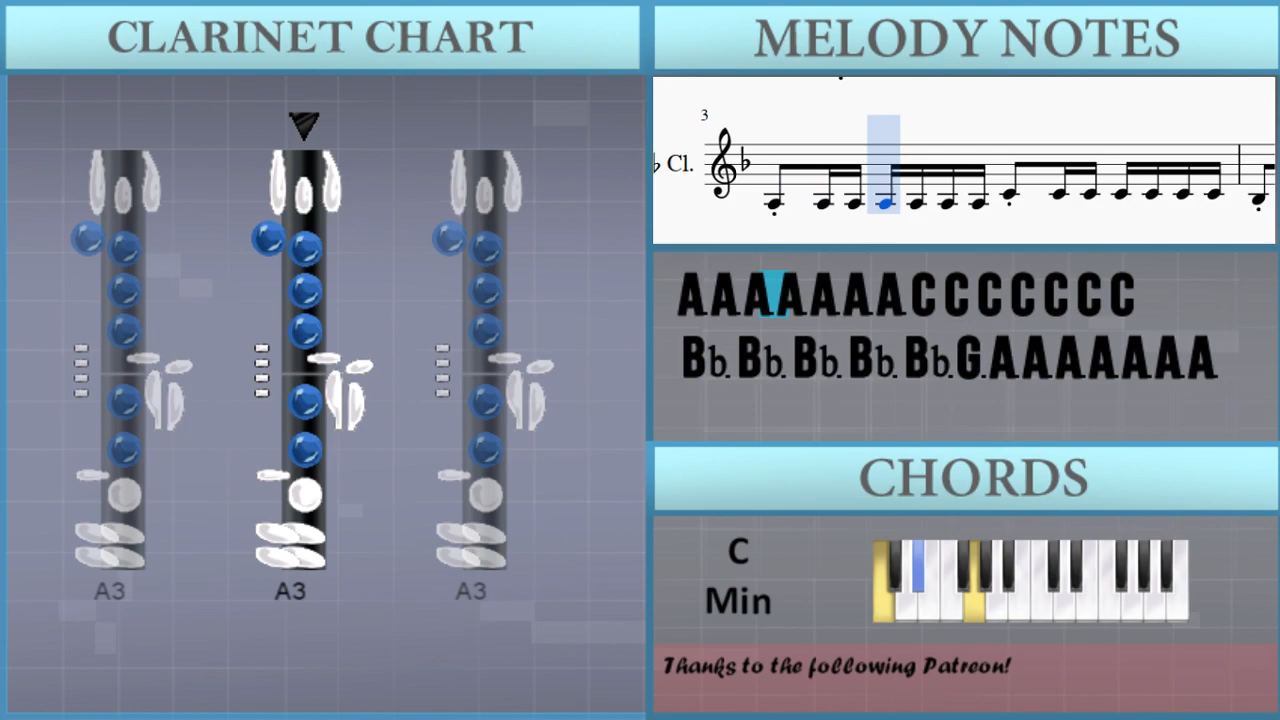 CLARINET CHART
A3 A3 A3
MELODY NOTES
3
♭ Cl.
AAAAAAACCCCCCC
Bb.Bb.Bb.Bb.Bb.G.AAAAAAA
CHORDS
C
Min
Thanks to the following Patreon!